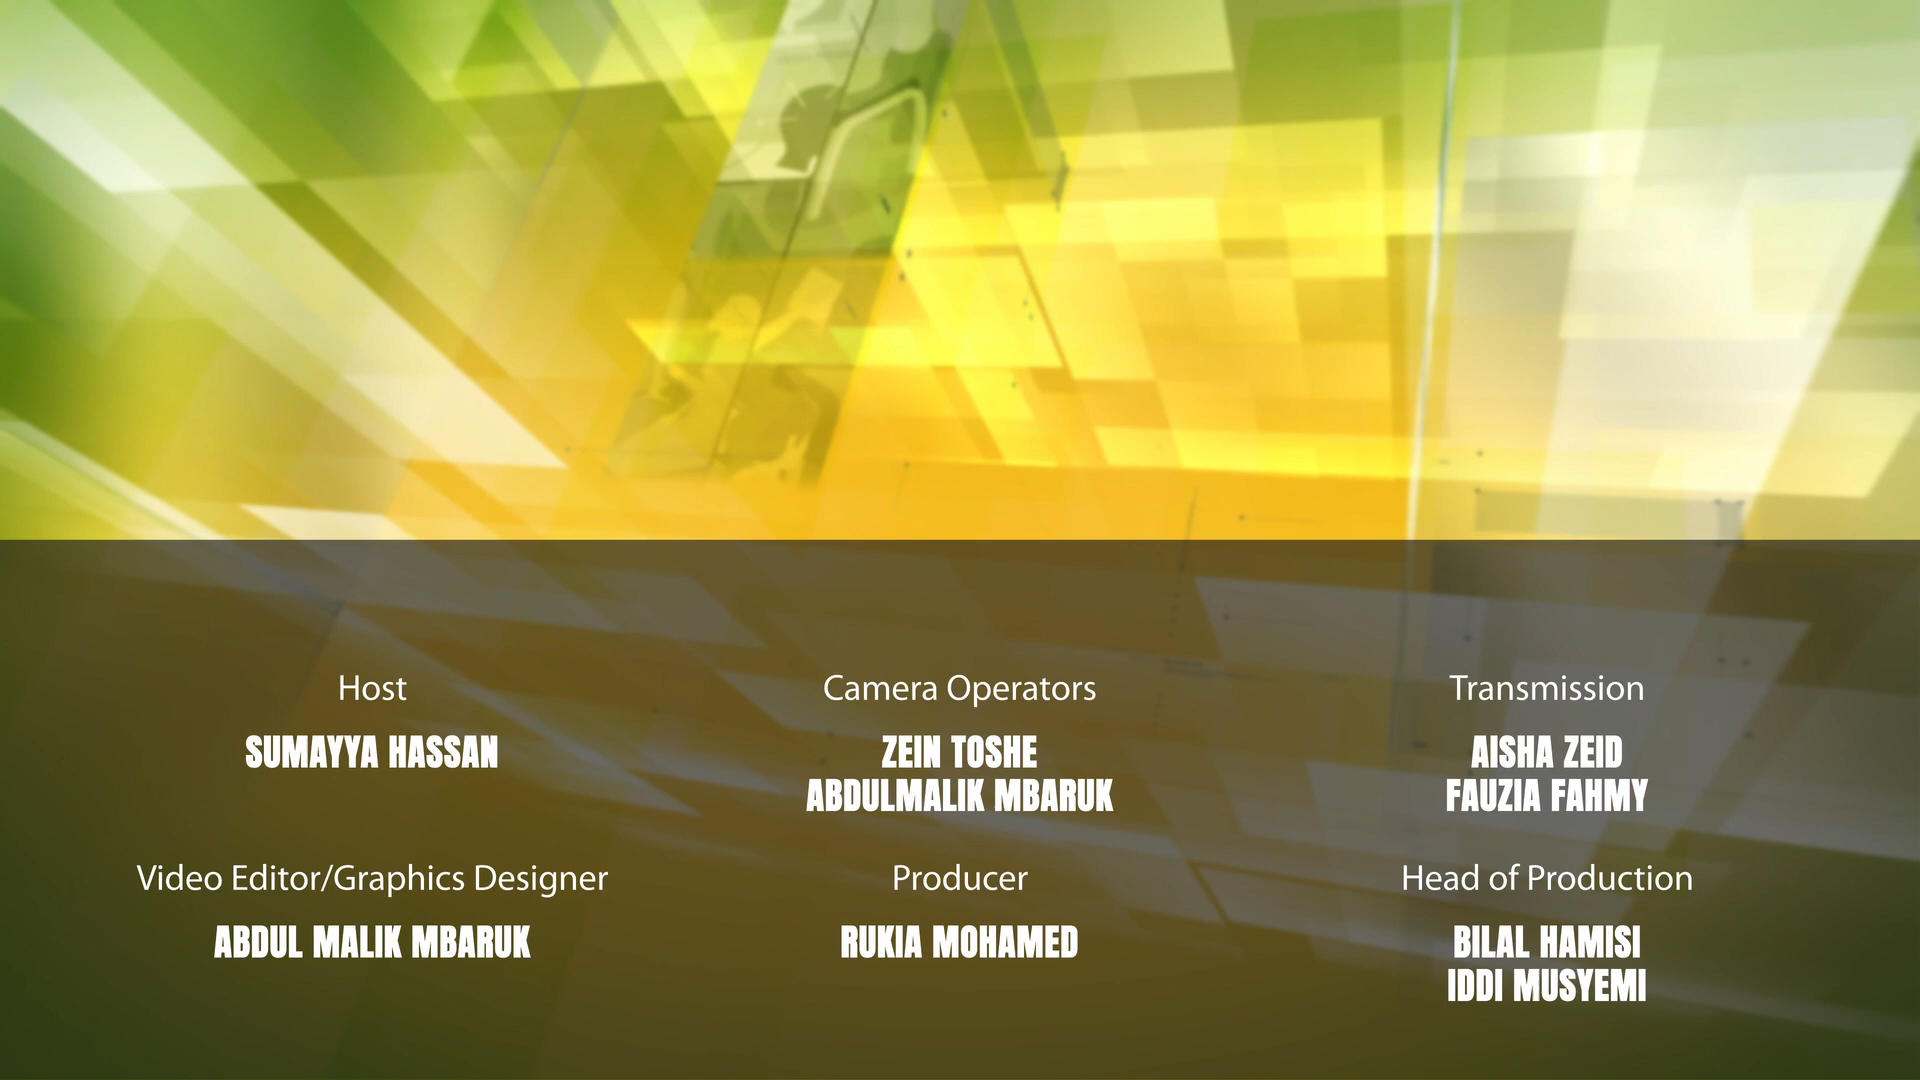 Host
SUMAYYA HASSAN
Camera Operators
ZEIN TOSHE
ABDULMALIK MBARUK
Transmission
AISHA ZEID
FAUZIA FAHMY
Video Editor/Graphics Designer
ABDUL MALIK MBARUK
Producer
RUKIA MOHAMED
Head of Production
BILAL HAMISI
IDDI MUSYEMI